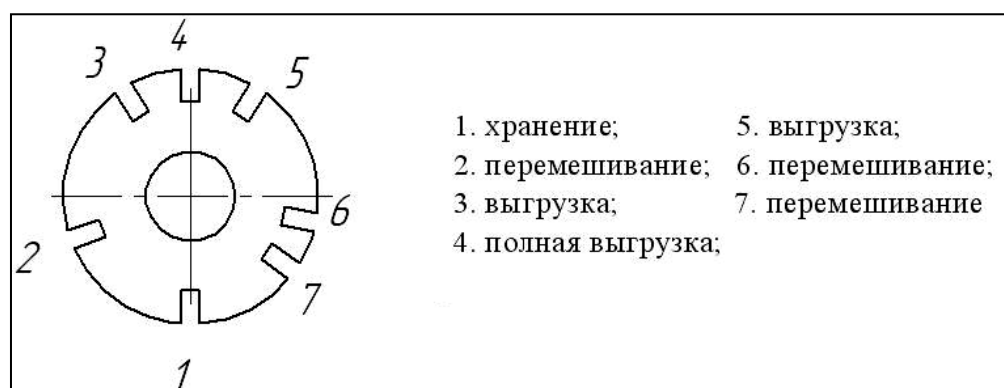 4
3
5
6
2
7
1
1. хранение; 5. выгрузка;
2. перемешивание; 6. перемешивание;
3. выгрузка; 7. перемешивание
4. полная выгрузка;